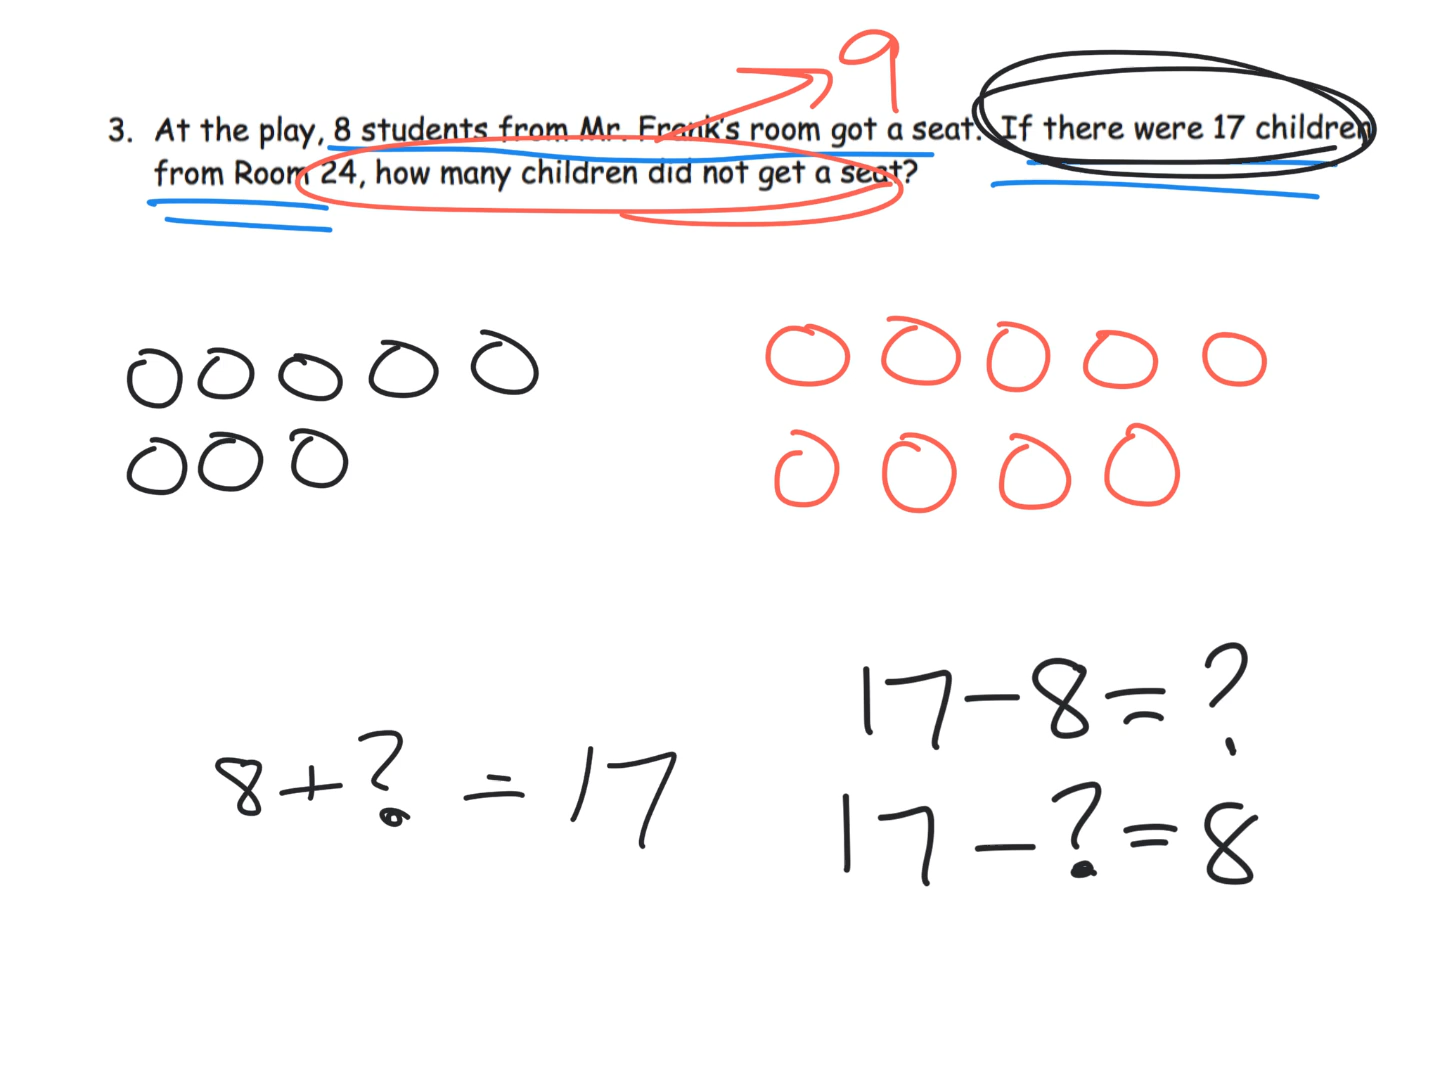 9
3. At the play, 8 students from Mr. Frank's room got a seat. If there were 17 children
from Room 24, how many children did not get a seat?
17-8=?
8+?=17
17-?=8